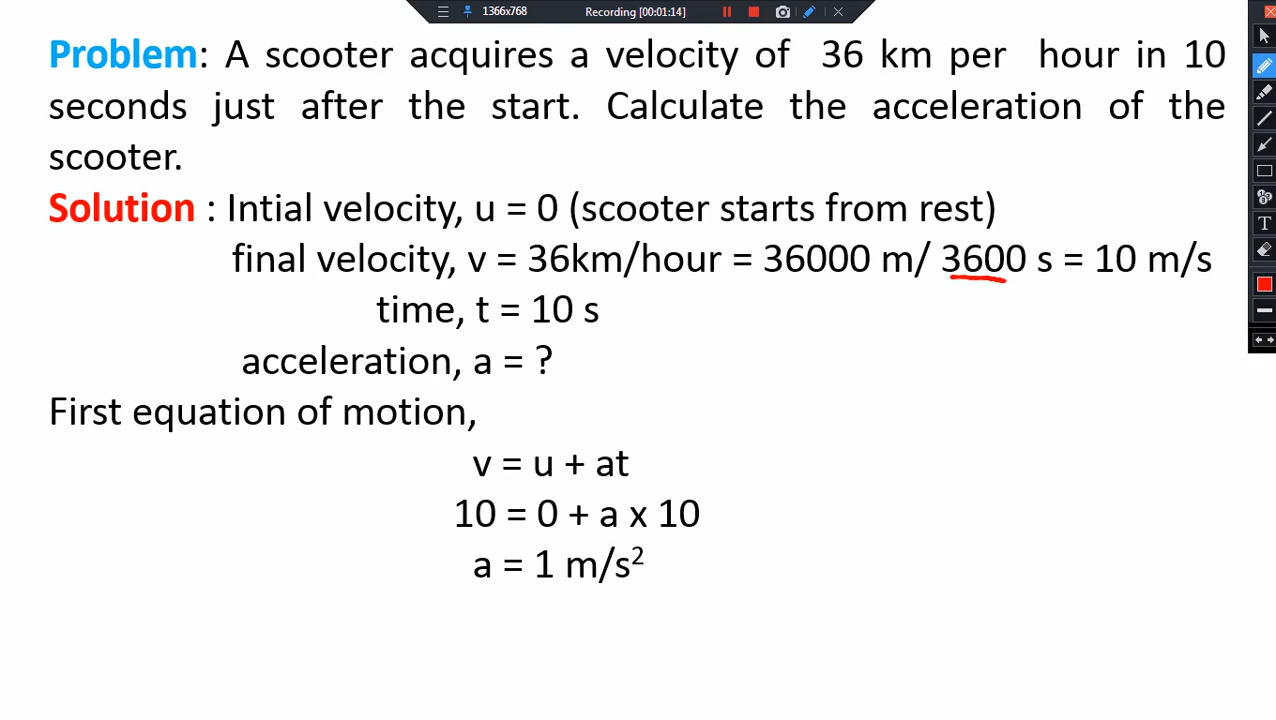 1366x768
Recording [00:01:14]
Problem: A scooter acquires a velocity of 36 km per hour in 10
seconds just after the start. Calculate the acceleration of the
scooter.
Solution : Intial velocity, u = 0 (scooter starts from rest)
final velocity, v = 36km/hour = 36000 m/ 3600 s = 10 m/s
time, t = 10 s
acceleration, a = ?
First equation of motion,
v = u + at
10 = 0 + a x 10
a = 1 m/s²
T